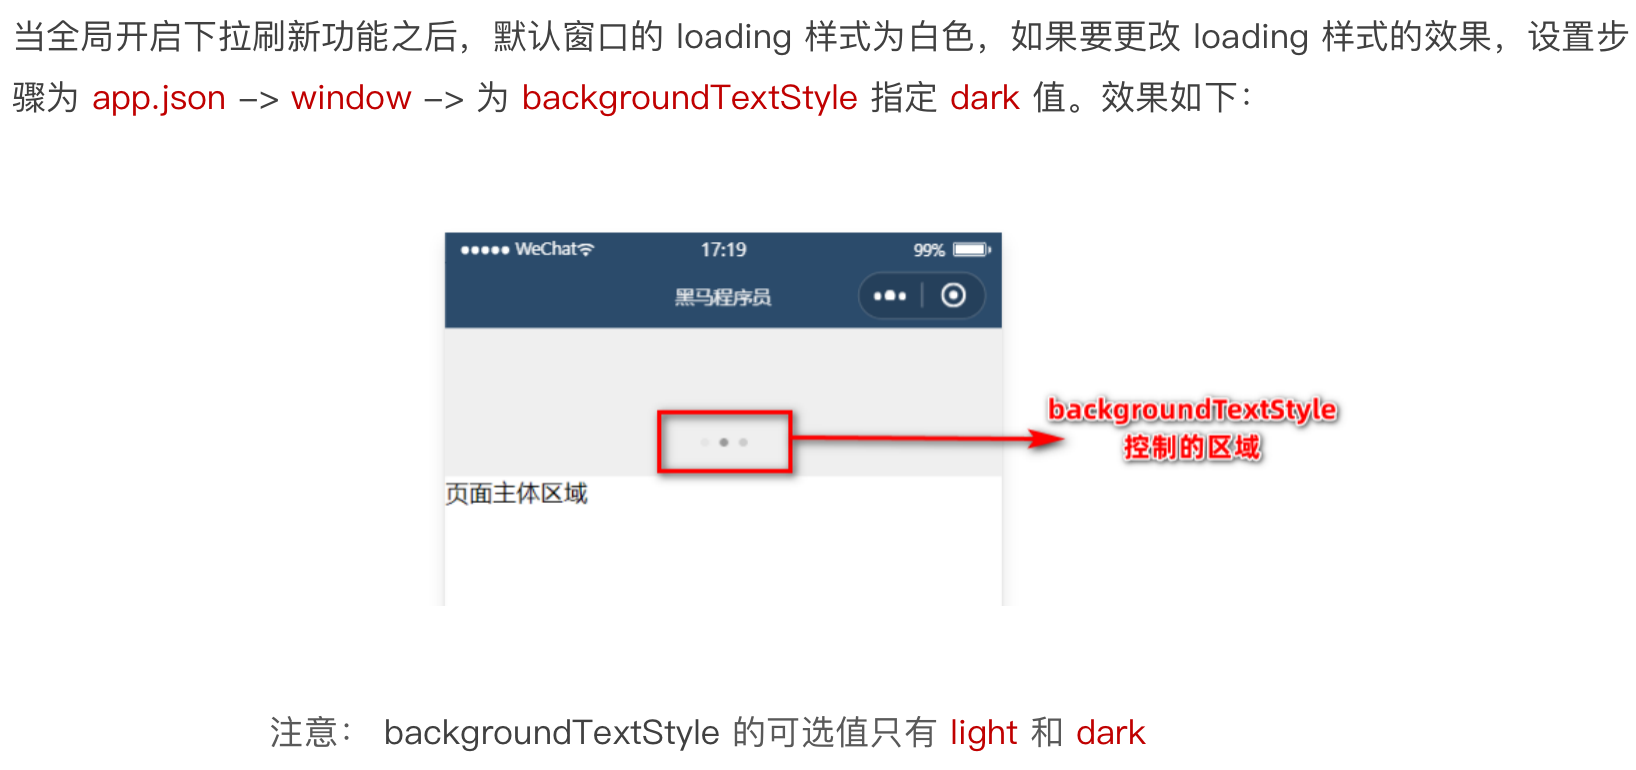 当全局开启下拉刷新功能之后，默认窗口的 loading 样式为白色，如果要更改 loading 样式的效果，设置步
骤为 app.json -> window -> 为 backgroundTextStyle 指定 dark 值。效果如下：
WeChat 17:19 99%
黑马程序员
backgroundTextStyle
控制的区域
页面主体区域
注意： backgroundTextStyle 的可选值只有 light 和 dark